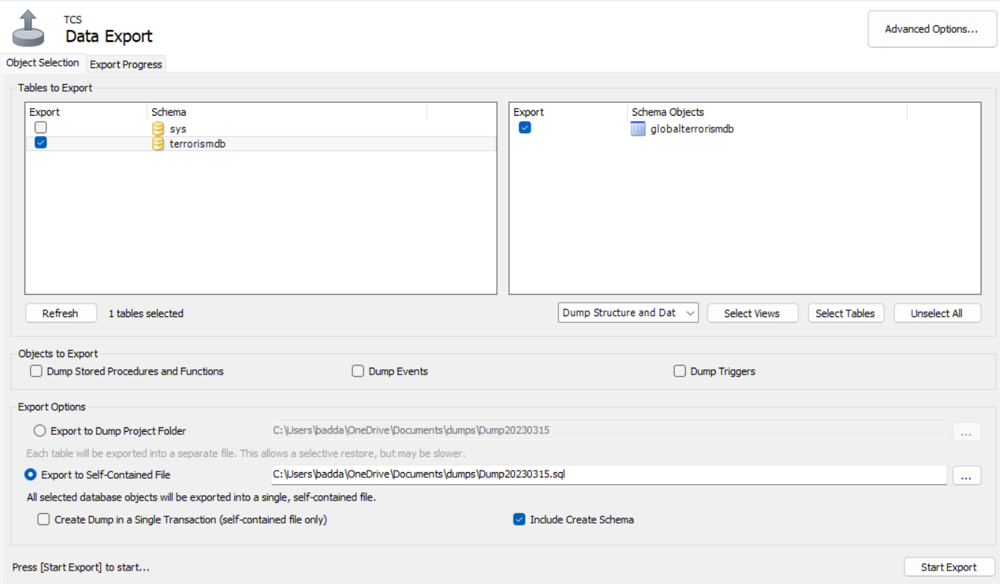 TCS
Data Export
Advanced Options...
Object Selection
Export Progress
Tables to Export
Export Schema
sys
terrorismdb
Export Schema Objects
globalterrorismdb
Refresh
1 tables selected
Dump Structure and Dat
Select Views
Select Tables
Unselect All
Objects to Export
Dump Stored Procedures and Functions
Dump Events
Dump Triggers
Export Options
Export to Dump Project Folder
C:\Users\badda\OneDrive\Documents\dumps\Dump20230315
...
Each table will be exported into a separate file. This allows a selective restore, but may be slower.
Export to Self-Contained File
C:\Users\badda\OneDrive\Documents\dumps\Dump20230315.sql
...
All selected database objects will be exported into a single, self-contained file.
Create Dump in a Single Transaction (self-contained file only)
Include Create Schema
Press [Start Export] to start...
Start Export